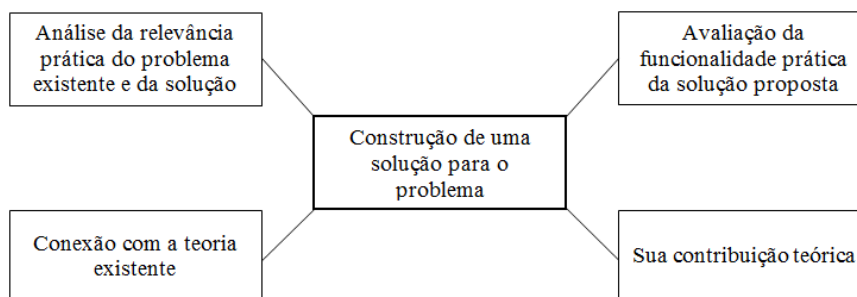 Análise da relevância
prática do problema
existente e da solução
Avaliação da
funcionalidade prática
da solução proposta
Construção de uma
solução para o
problema
Conexão com a teoria
existente
Sua contribuição teórica